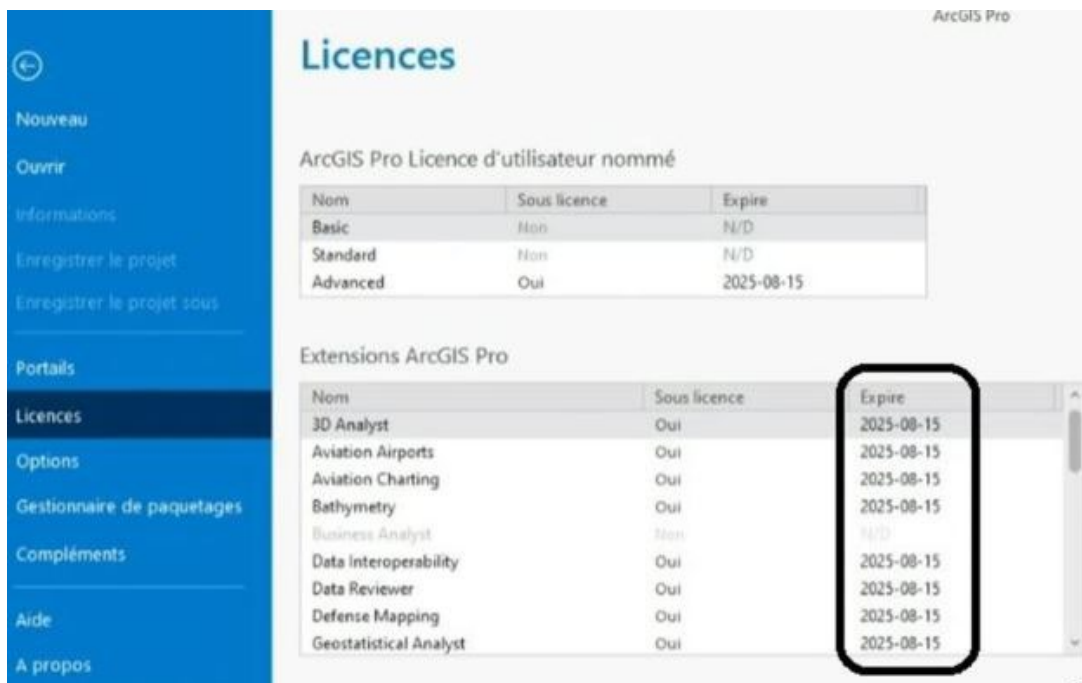 ArcGIS Pro
Licences
Nouveau
Ouvrir
Informations
Enregistrer le projet
Enregistrer le projet sous
Portails
Licences
Options
Gestionnaire de paquetages
Compléments
Aide
A propos
ArcGIS Pro Licence d'utilisateur nommé
Nom Sous licence Expire
Basic Non N/D
Standard Non N/D
Advanced Oui 2025-08-15
Extensions ArcGIS Pro
Nom Sous licence Expire
3D Analyst Oui 2025-08-15
Aviation Airports Oui 2025-08-15
Aviation Charting Oui 2025-08-15
Bathymetry Oui 2025-08-15
Business Analyst Non N/D
Data Interoperability Oui 2025-08-15
Data Reviewer Oui 2025-08-15
Defense Mapping Oui 2025-08-15
Geostatistical Analyst Oui 2025-08-15